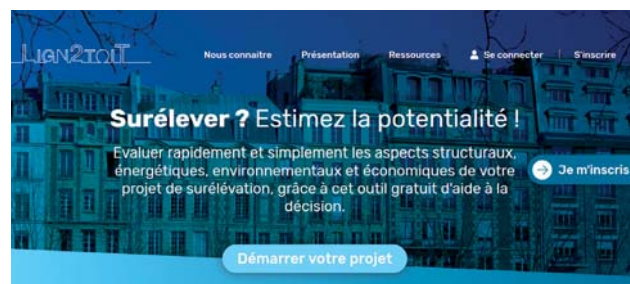 LIGN2TOIT
Nous connaitre Présentation Ressources Se connecter S'inscrire
Surélever ? Estimez la potentialité !
Evaluer rapidement et simplement les aspects structuraux,
énergétiques, environnementaux et économiques de votre
projet de surélévation, grâce à cet outil gratuit d'aide à la
décision.
Je m'inscris
Démarrer votre projet